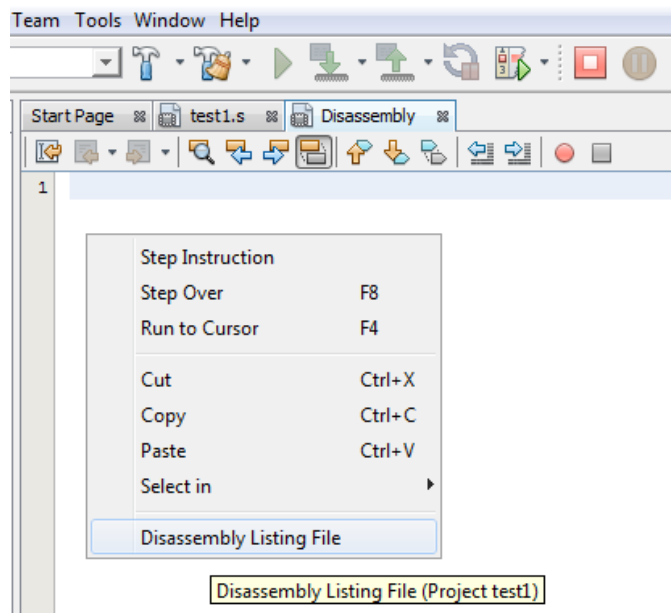 Team Tools Window Help
Start Page test1.s Disassembly
1
Step Instruction
Step Over F8
Run to Cursor F4
Cut Ctrl+X
Copy Ctrl+C
Paste Ctrl+V
Select in
Disassembly Listing File
Disassembly Listing File (Project test1)